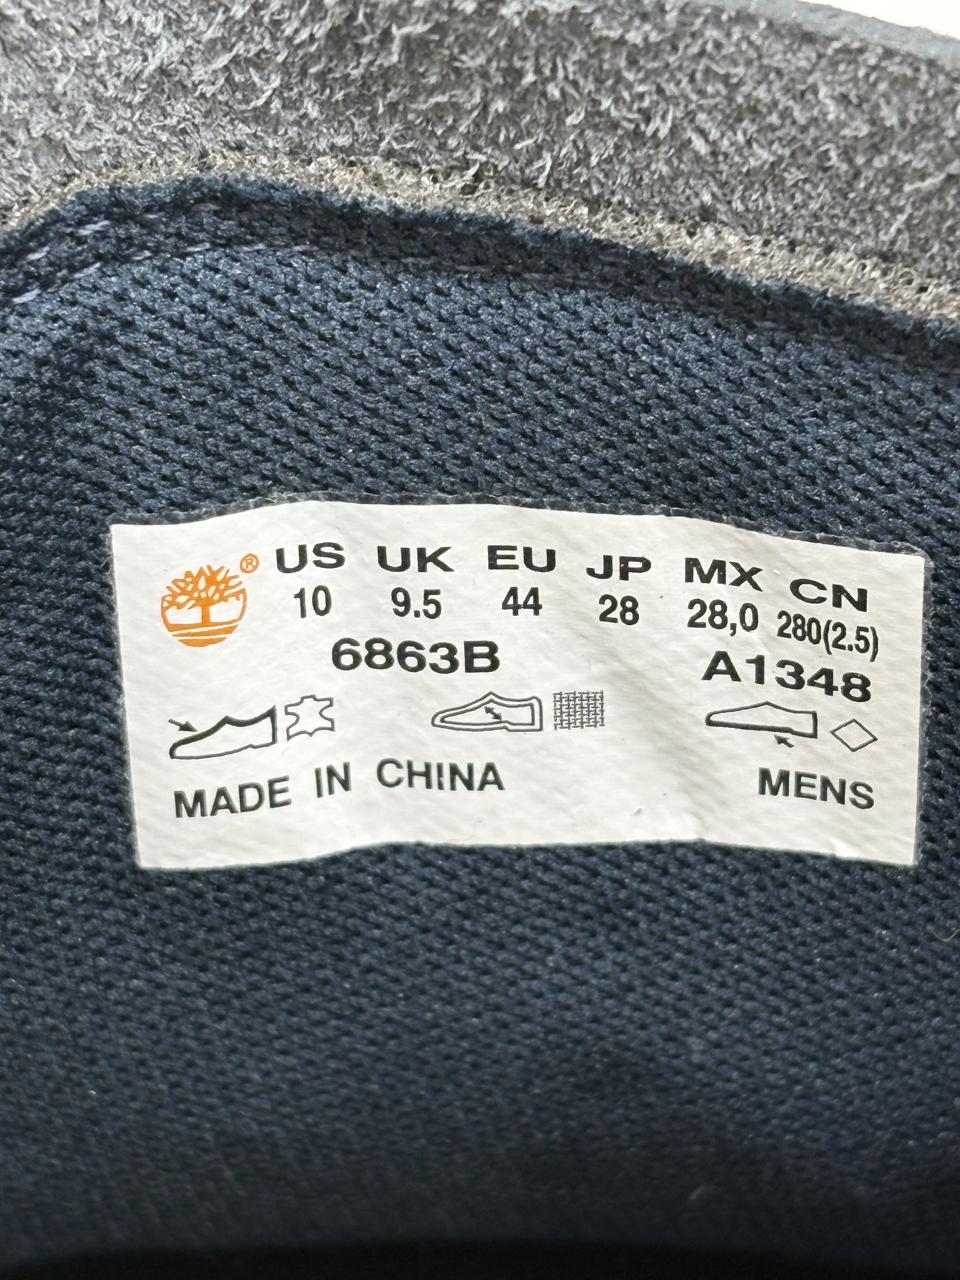 ® US UK EU JP MX CN
10 9.5 44 28 28,0 280(2.5)
6863B A1348
MADE IN CHINA MENS